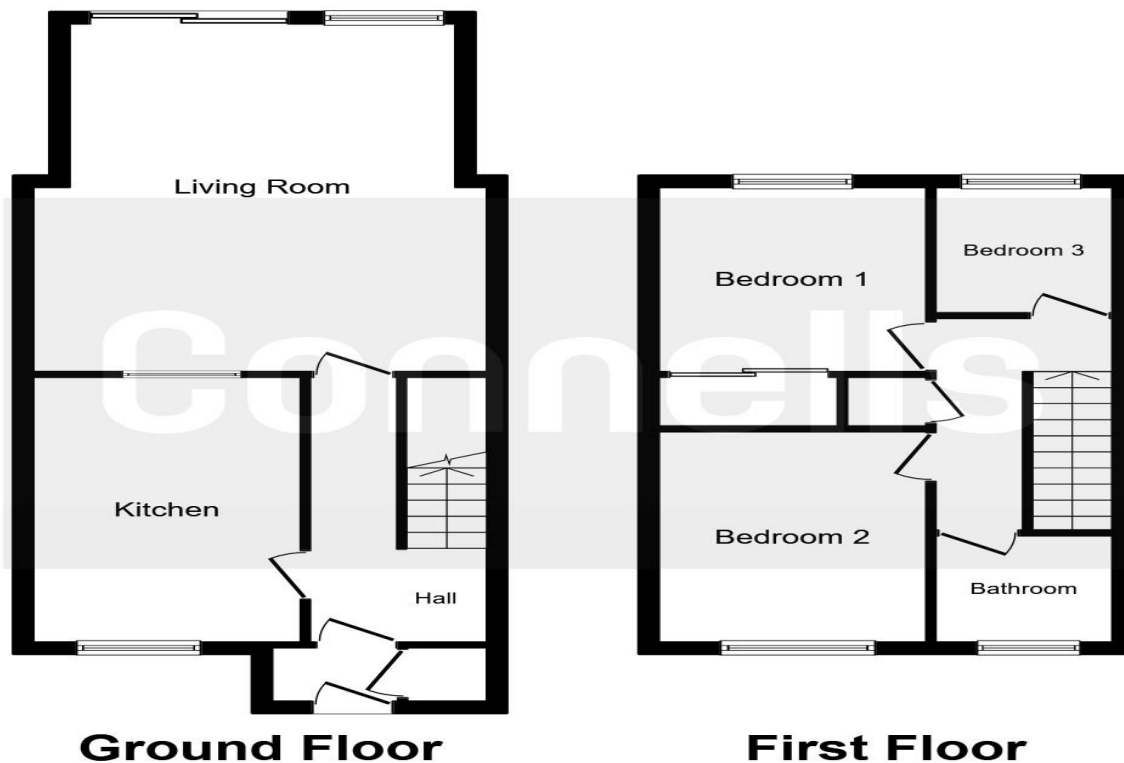 Living Room
Kitchen
Hall
Ground Floor
Bedroom 1
Bedroom 3
Bedroom 2
Bathroom
First Floor
Connells